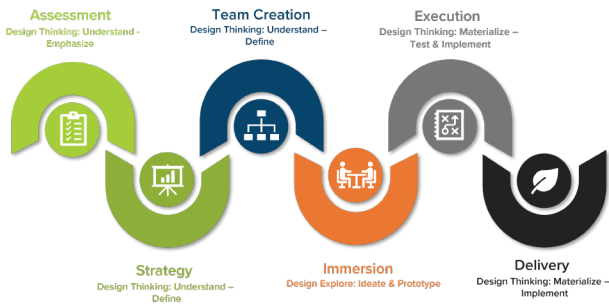 Assessment
Design Thinking: Understand -
Emphasize
Team Creation
Design Thinking: Understand –
Define
Execution
Design Thinking: Materialize –
Test & Implement
Strategy
Design Thinking: Understand –
Define
Immersion
Design Explore: Ideate & Prototype
Delivery
Design Thinking: Materialize –
Implement